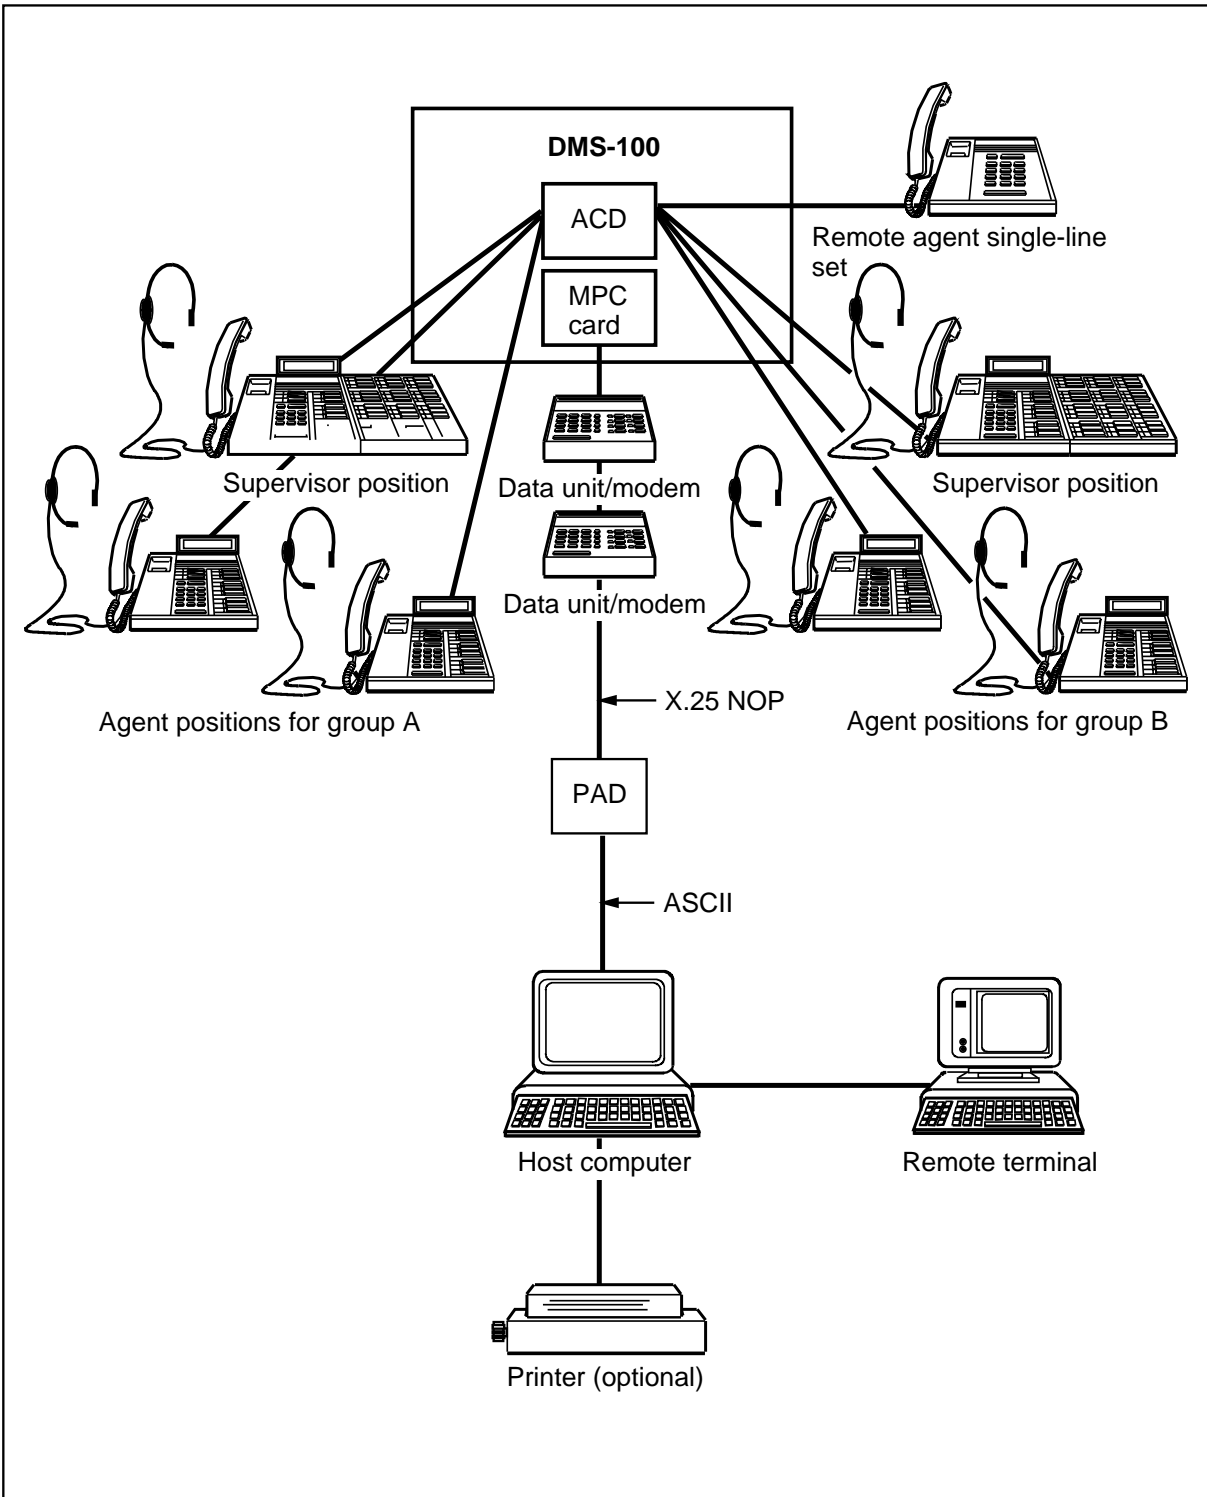 DMS-100
ACD
Remote agent single-line
set
MPC
card
Supervisor position
Data unit/modem
Supervisor position
Data unit/modem
X.25 NOP
Agent positions for group A
Agent positions for group B
PAD
ASCII
Host computer
Remote terminal
Printer (optional)